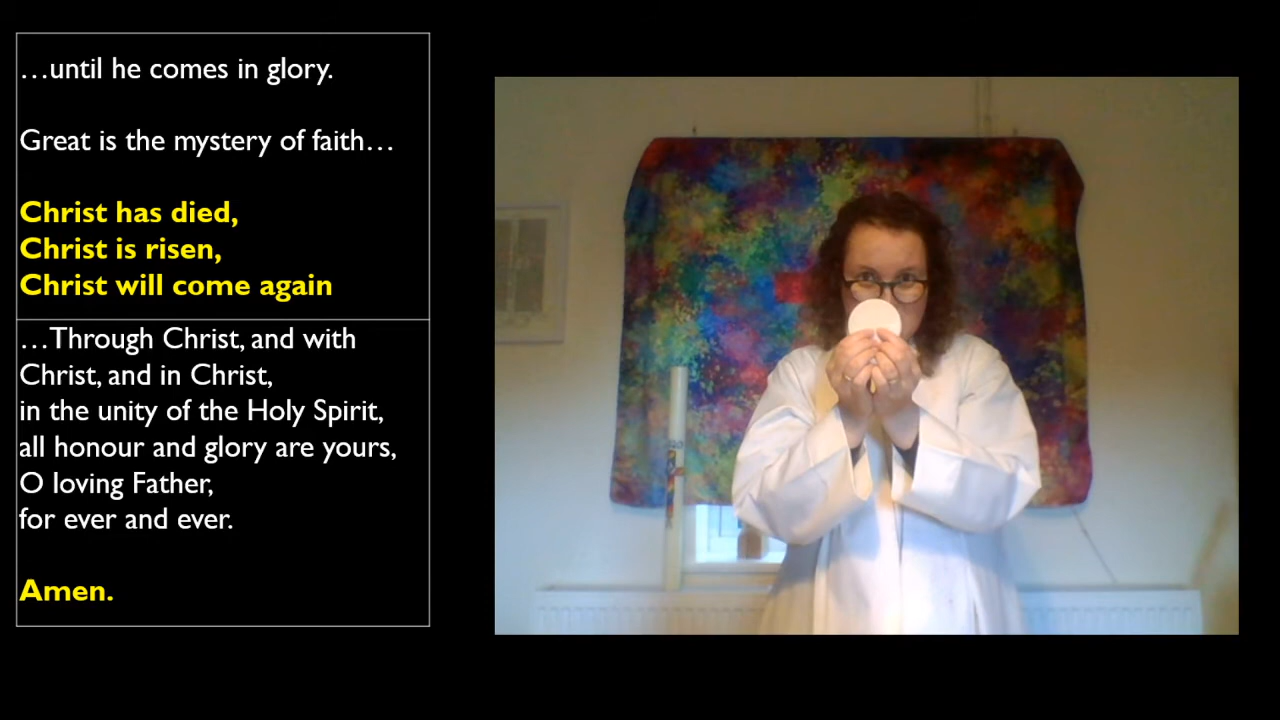 …until he comes in glory.
Great is the mystery of faith…
Christ has died,
Christ is risen,
Christ will come again
…Through Christ, and with
Christ, and in Christ,
in the unity of the Holy Spirit,
all honour and glory are yours,
O loving Father,
for ever and ever.
Amen.